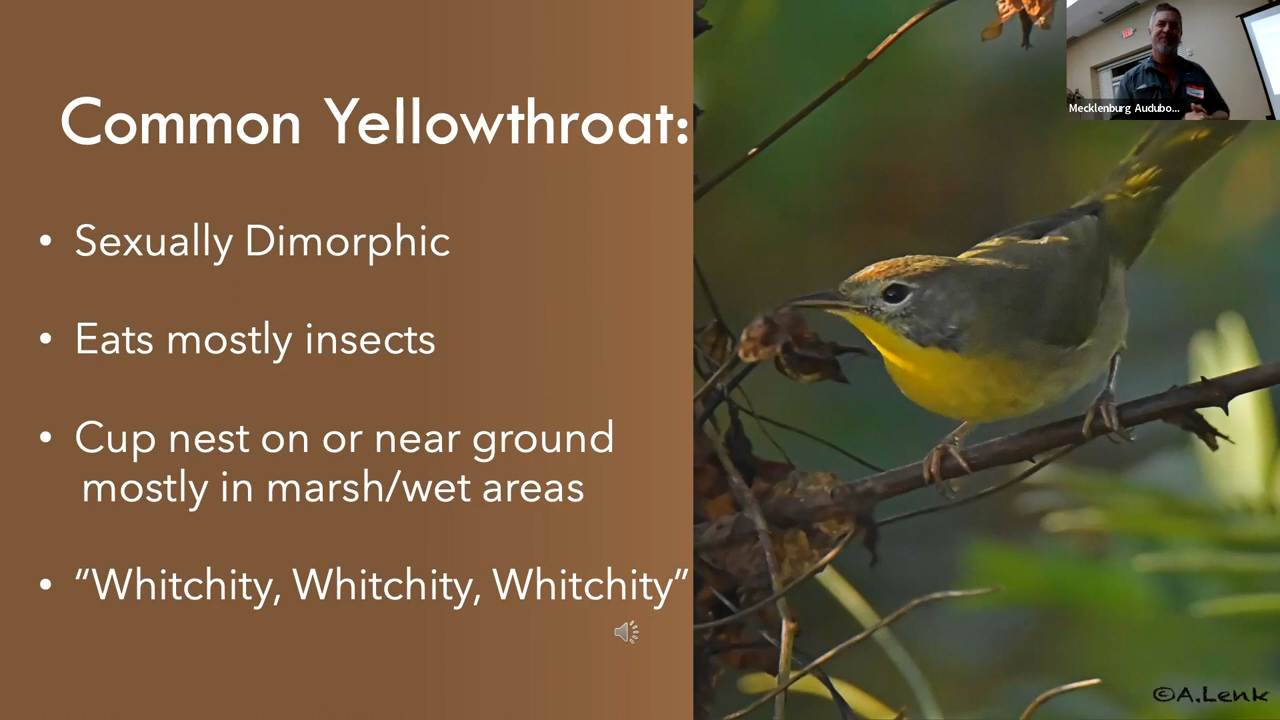 Common Yellowthroat:
• Sexually Dimorphic
• Eats mostly insects
• Cup nest on or near ground
mostly in marsh/wet areas
• “Whitchity, Whitchity, Whitchity”
Mecklenburg Audubo...
©A.Lenk